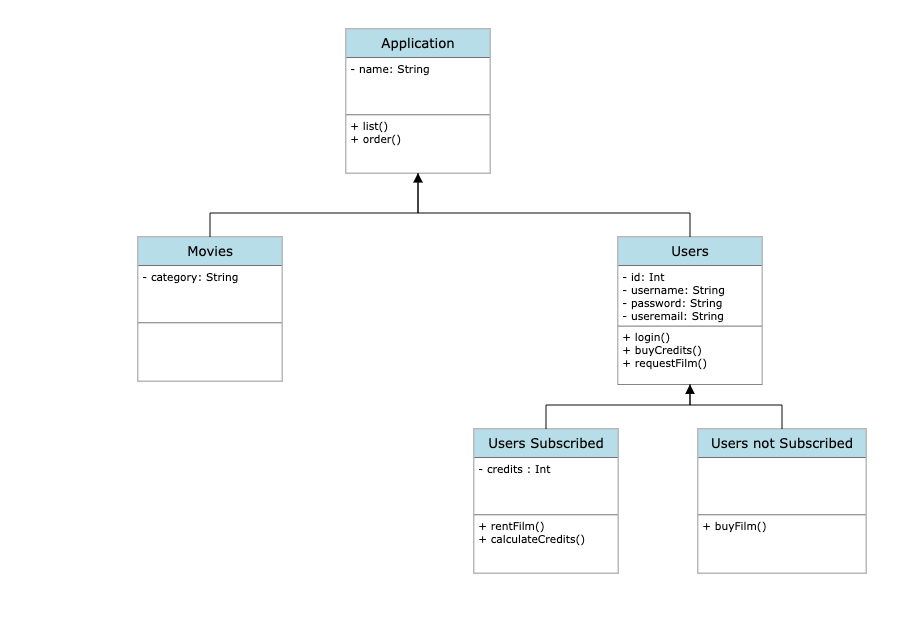 Application
- name: String
+ list()
+ order()
Movies
- category: String
Users
- id: Int
- username: String
- password: String
- useremail: String
+ login()
+ buyCredits()
+ requestFilm()
Users Subscribed
- credits : Int
+ rentFilm()
+ calculateCredits()
Users not Subscribed
+ buyFilm()